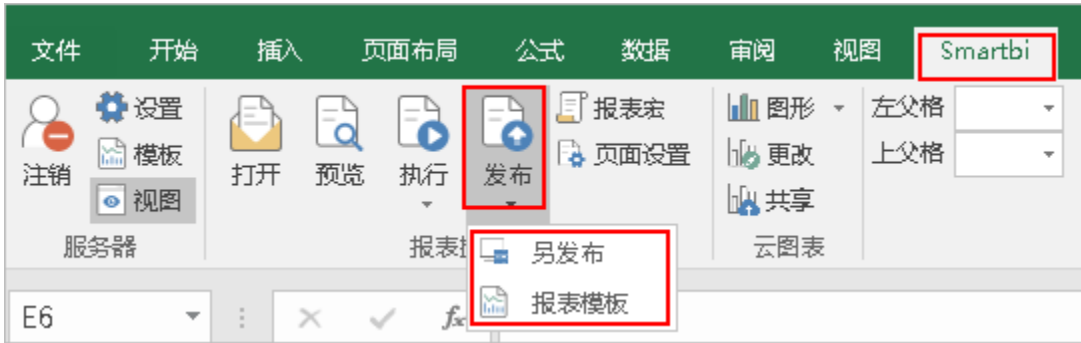 文件 开始 插入 页面布局 公式 数据 审阅 视图 Smartbi
设置 报表宏 图形 左父格
模板 页面设置 更改 上父格
注销 打开 预览 执行 发布
视图 共享
服务器 云图表
另发布
报表模板
E6 fx